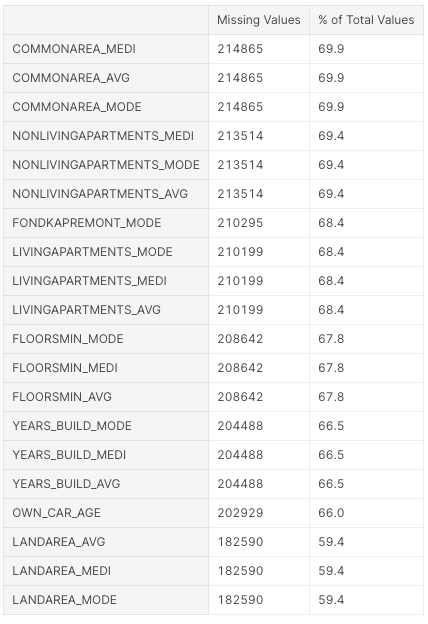 Missing Values % of Total Values
COMMONAREA_MEDI 214865 69.9
COMMONAREA_AVG 214865 69.9
COMMONAREA_MODE 214865 69.9
NONLIVINGAPARTMENTS_MEDI 213514 69.4
NONLIVINGAPARTMENTS_MODE 213514 69.4
NONLIVINGAPARTMENTS_AVG 213514 69.4
FONDKAPREMONT_MODE 210295 68.4
LIVINGAPARTMENTS_MODE 210199 68.4
LIVINGAPARTMENTS_MEDI 210199 68.4
LIVINGAPARTMENTS_AVG 210199 68.4
FLOORSMIN_MODE 208642 67.8
FLOORSMIN_MEDI 208642 67.8
FLOORSMIN_AVG 208642 67.8
YEARS_BUILD_MODE 204488 66.5
YEARS_BUILD_MEDI 204488 66.5
YEARS_BUILD_AVG 204488 66.5
OWN_CAR_AGE 202929 66.0
LANDAREA_AVG 182590 59.4
LANDAREA_MEDI 182590 59.4
LANDAREA_MODE 182590 59.4